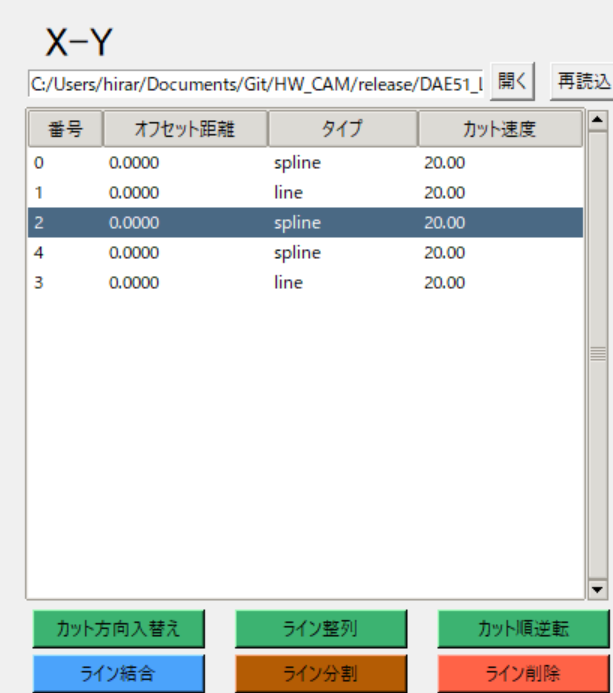 X-Y
C:/Users/hirar/Documents/Git/HW_CAM/release/DAE51_L 開く 再読込
番号 オフセット距離 タイプ カット速度
0 0.0000 spline 20.00
1 0.0000 line 20.00
2 0.0000 spline 20.00
4 0.0000 spline 20.00
3 0.0000 line 20.00
カット方向入替え ライン整列 カット順逆転
ライン結合 ライン分割 ライン削除